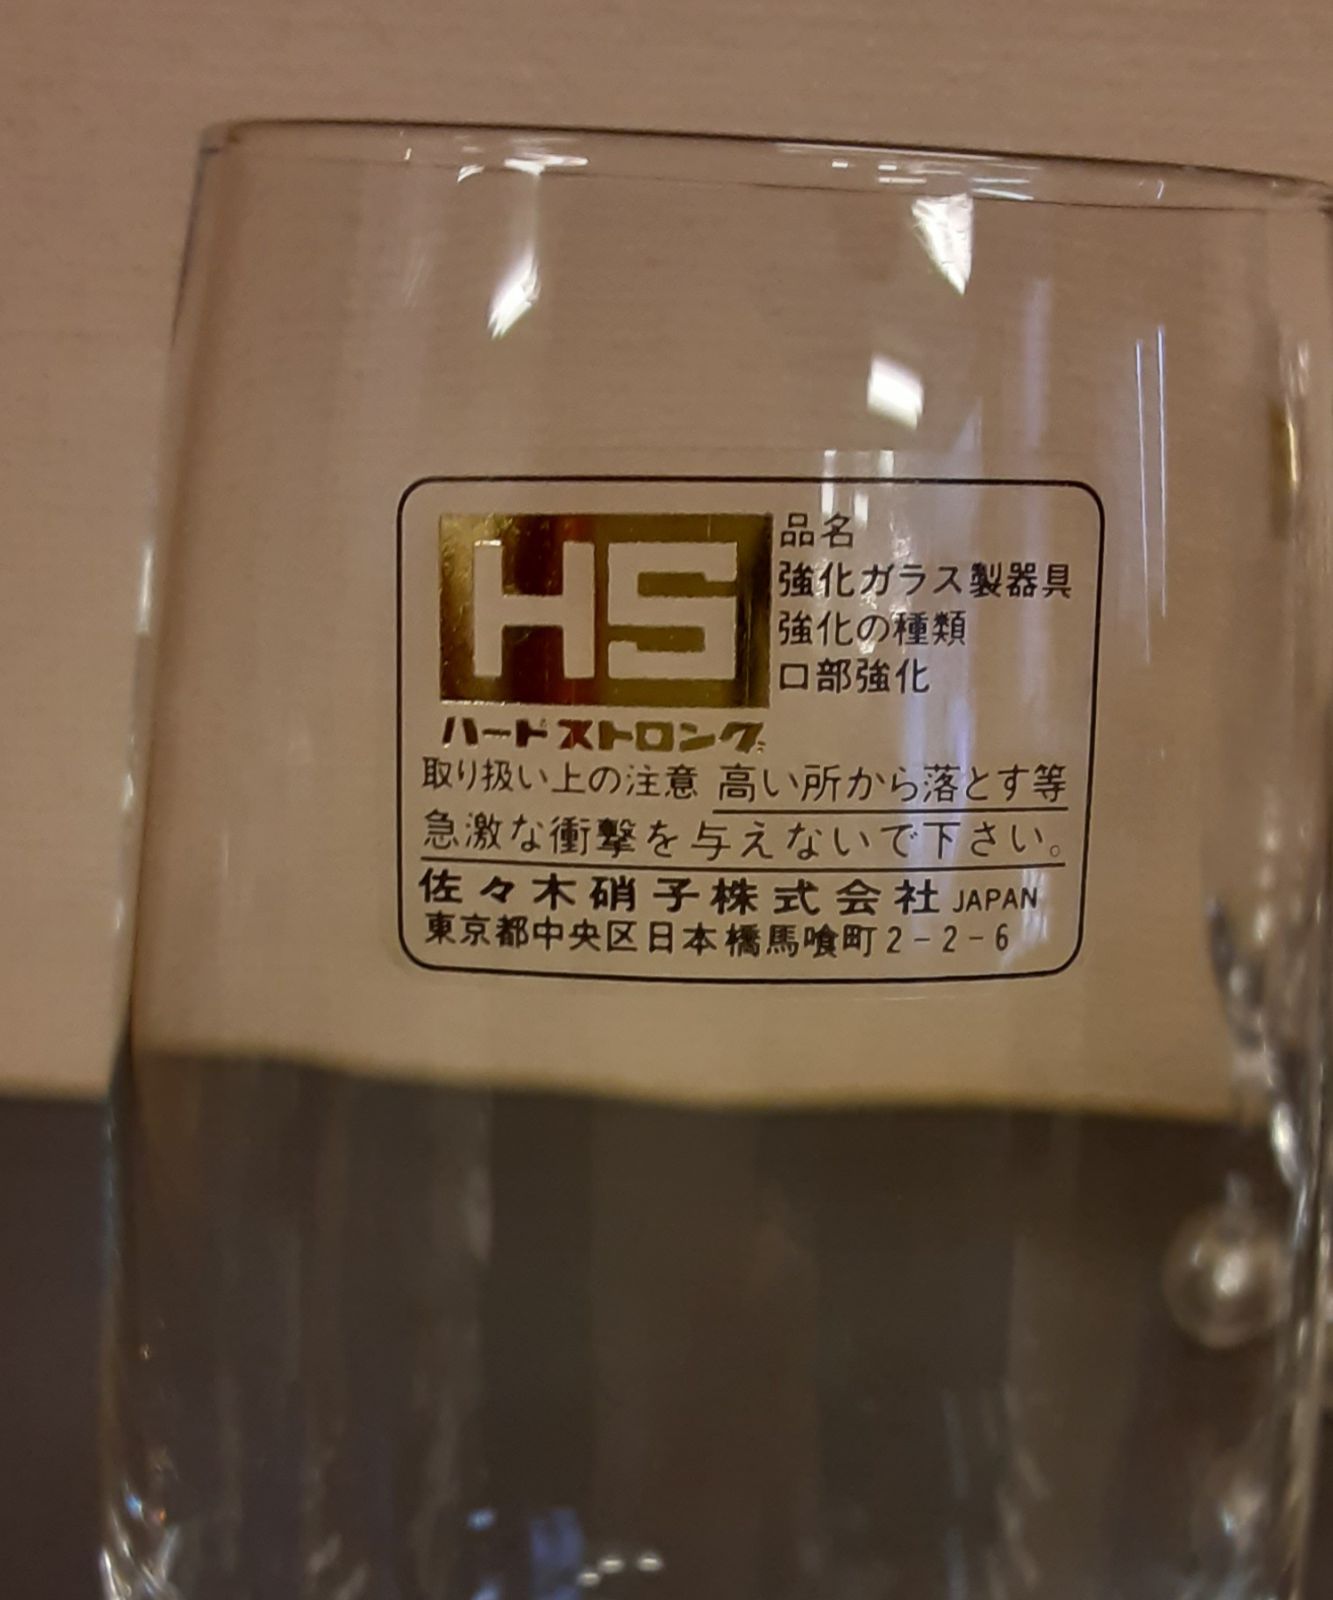 HS
ハードストロング
品名
強化ガラス製器具
強化の種類
口部強化
取り扱い上の注意 高い所から落とす等
急激な衝撃を与えないで下さい。
佐々木硝子株式会社 JAPAN
東京都中央区日本橋馬喰町2-2-6